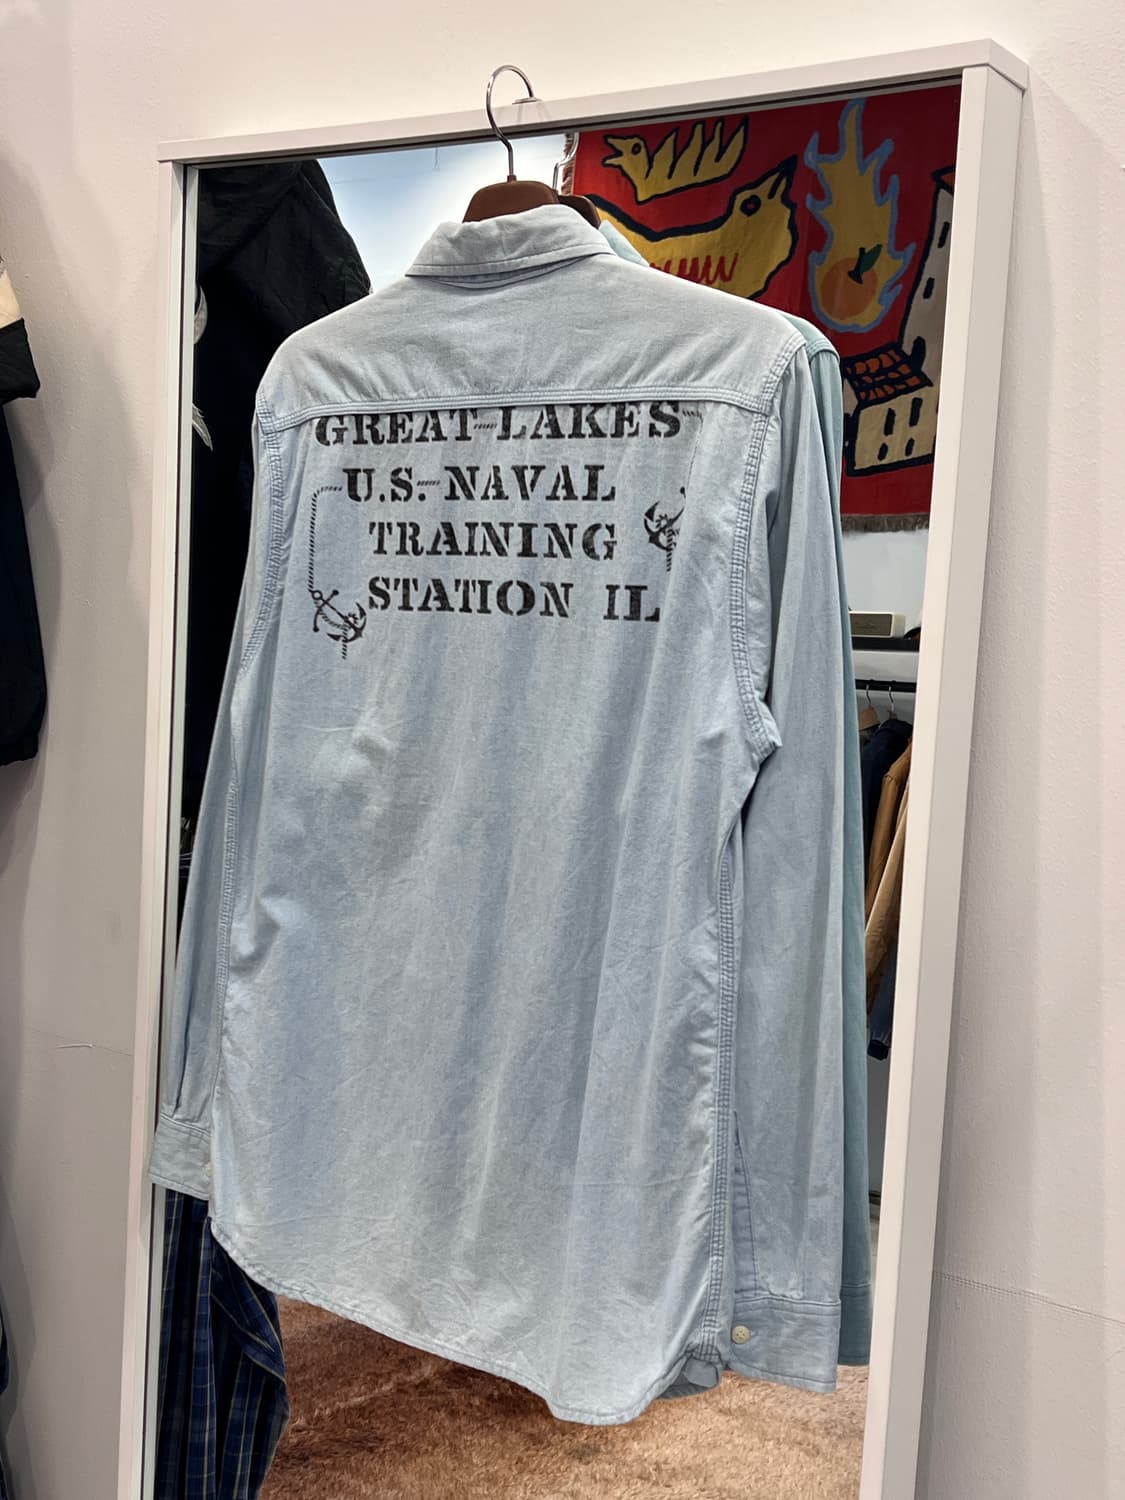 GREAT LAKES
U.S. NAVAL
TRAINING
STATION IL